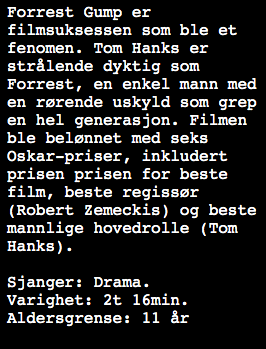 Forrest Gump er
filmsuksessen som ble et
fenomen. Tom Hanks er
strålende dyktig som
Forrest, en enkel mann med
en rørende uskyld som grep
en hel generasjon. Filmen
ble belønnet med seks
Oskar-priser, inkludert
prisen prisen for beste
film, beste regissør
(Robert Zemeckis) og beste
mannlige hovedrolle (Tom
Hanks).
Sjanger: Drama.
Varighet: 2t 16min.
Aldersgrense: 11 år